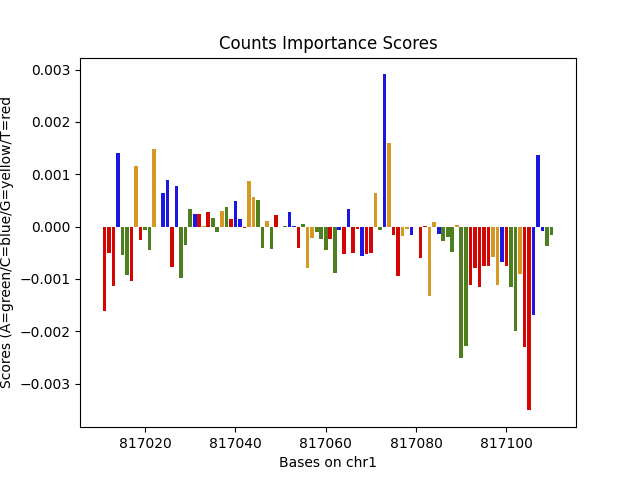 Counts Importance Scores
Scores (A=green/C=blue/G=yellow/T=red
0.003
0.002
0.001
0.000
−0.001
−0.002
−0.003
817020 817040 817060 817080 817100
Bases on chr1